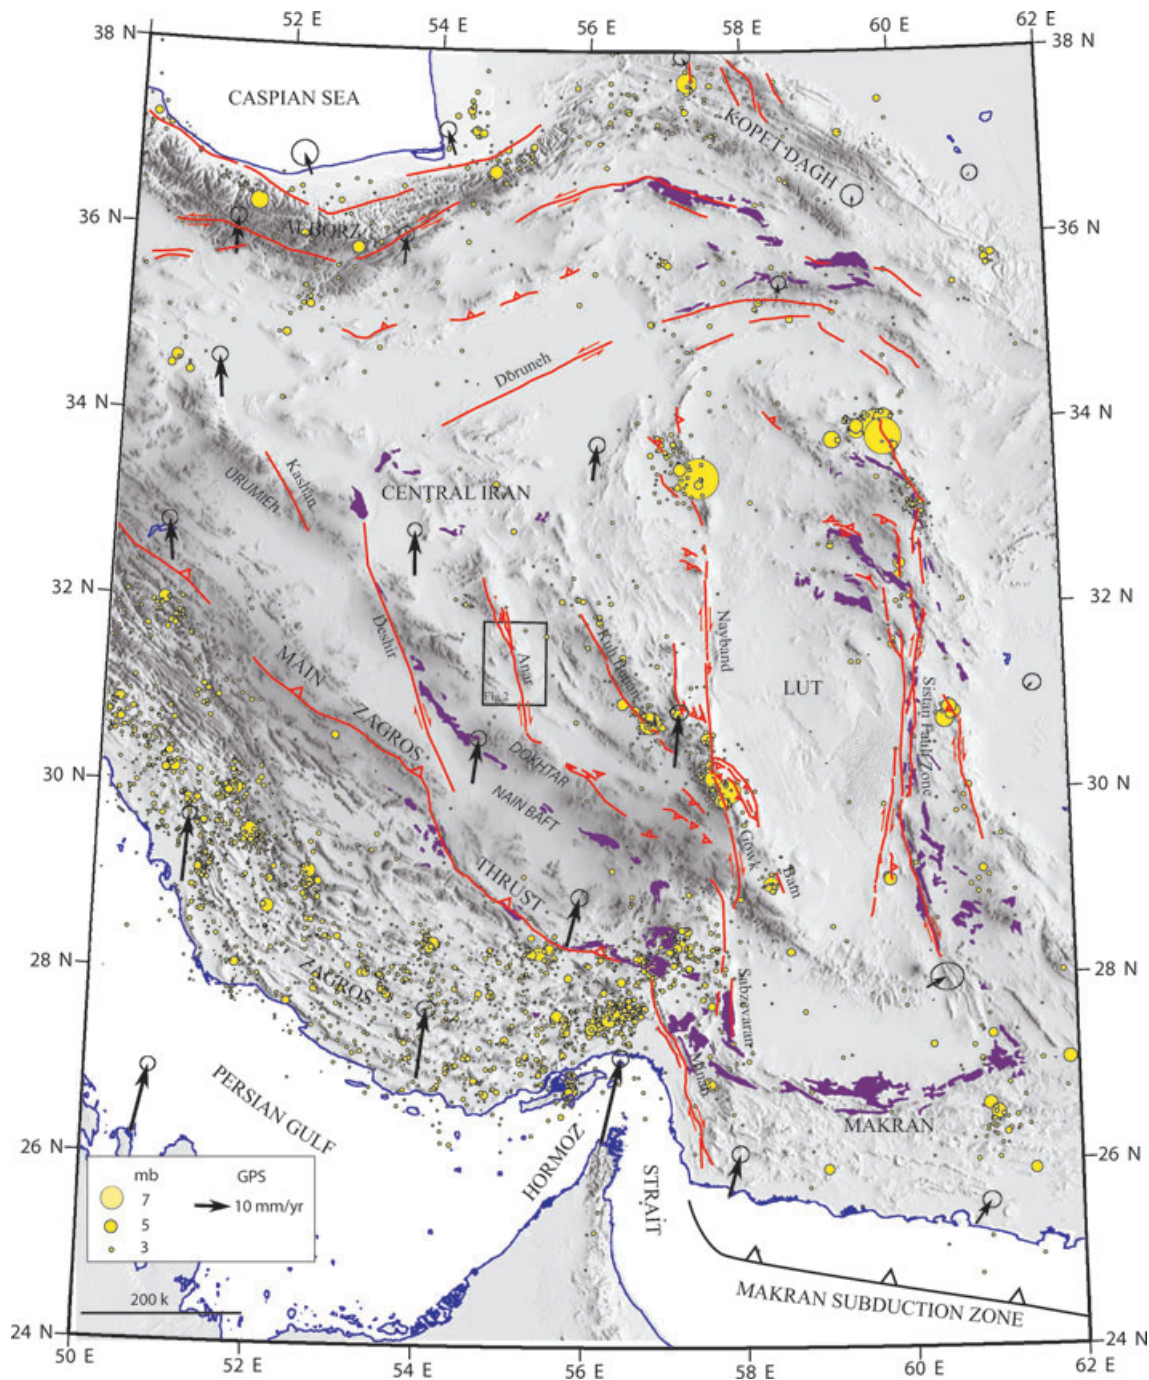 52 E
54 E
56 E
58 E
60 E
62 E
38 N
38 N
CASPIAN SEA
KOPET-DAGH
36 N
36 N
ALBORZ
Doruneh
34 N
34 N
Kashan
URUMIEH
CENTRAL IRAN
32 N
32 N
Deshir
Anar
Fig.2
Nayband
LUT
Sistan Fault Zone
MAIN
ZAGROS
THRUST
DOKHTAR
NAIN BAFT
30 N
30 N
Gowk
Bam
28 N
28 N
ZAGROS
Sabzevaran
Minab
PERSIAN GULF
26 N
26 N
MAKRAN
HORMOZ
STRAIT
mb
GPS
7
10 mm/yr
5
3
200 k
MAKRAN SUBDUCTION ZONE
24 N
24 N
50 E
52 E
54 E
56 E
58 E
60 E
62 E